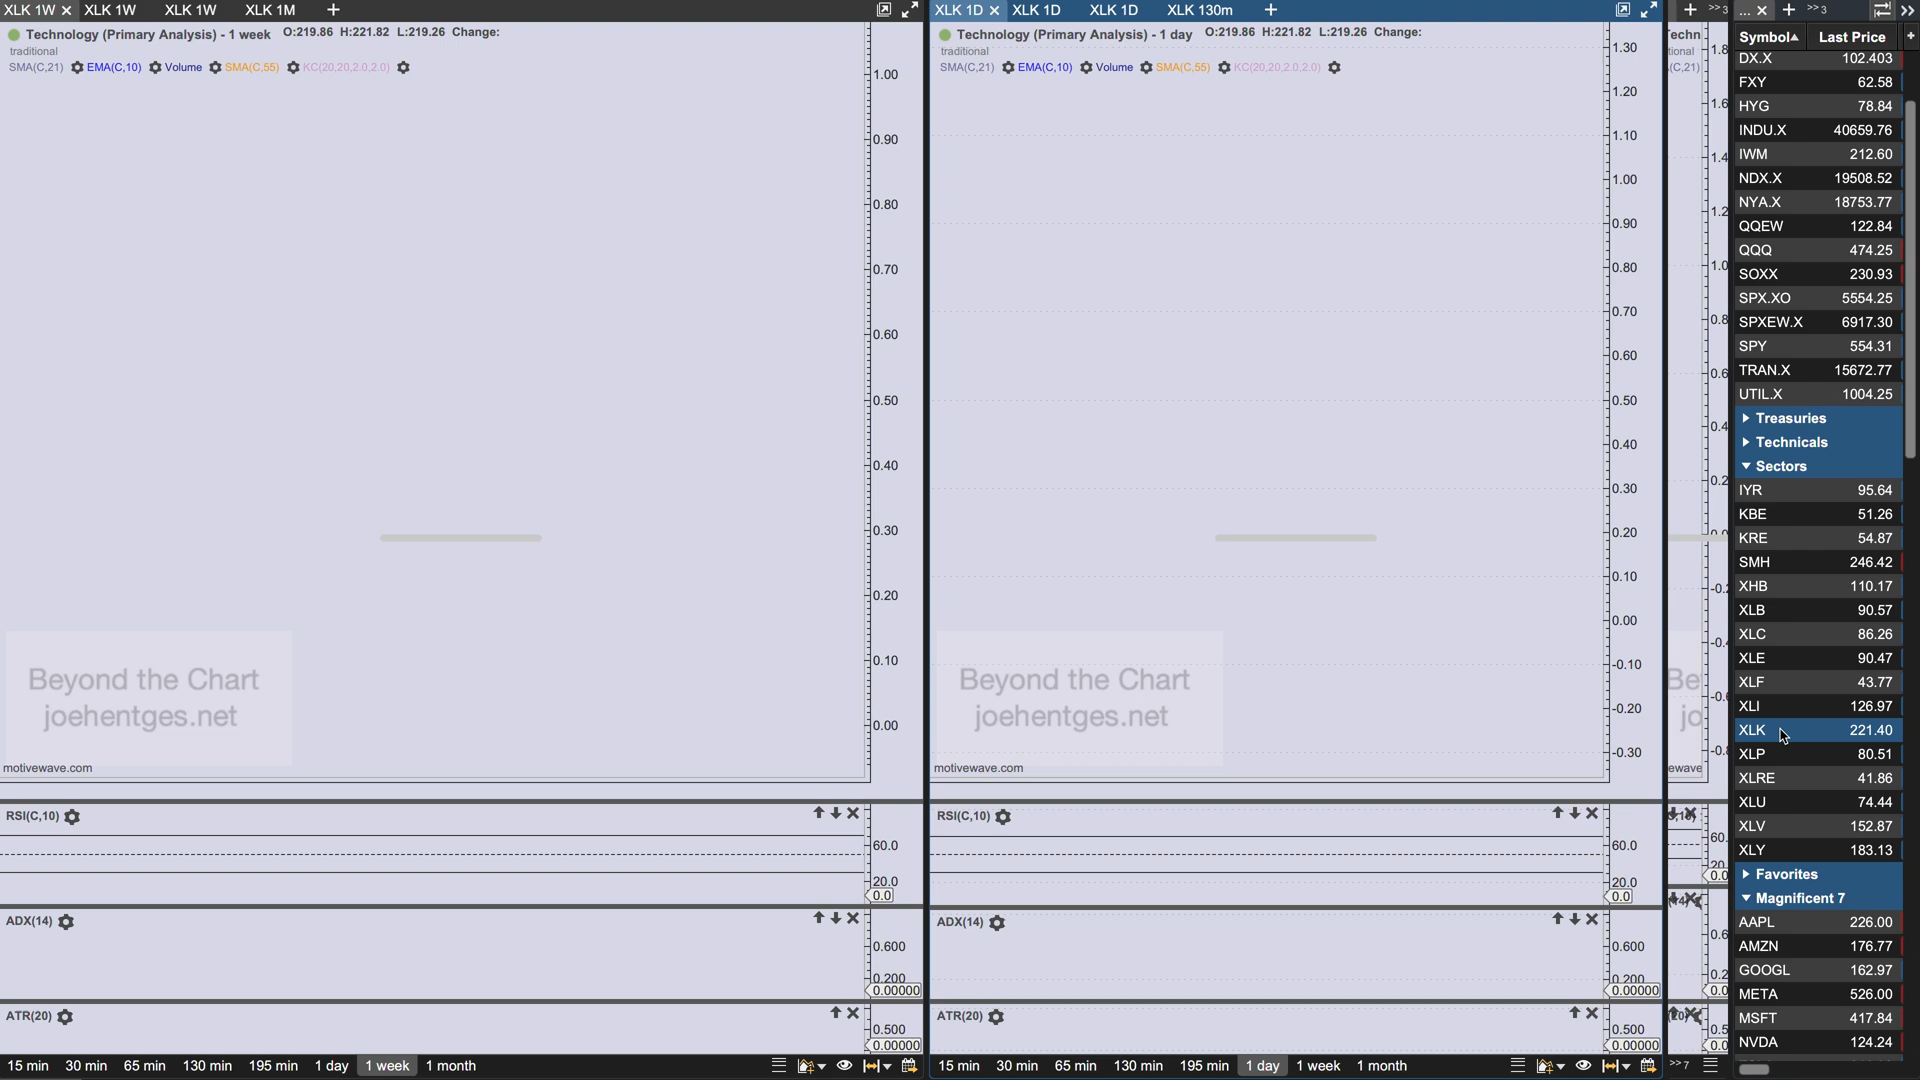 XLK 1W
XLK 1W
XLK 1W
XLK 1M
Technology (Primary Analysis) - 1 week O:219.86 H:221.82 L:219.26 Change:
traditional
SMA(C,21) EMA(C,10) Volume SMA(C,55) KC(20,20,2.0,2.0)
1.00
0.90
0.80
0.70
0.60
0.50
0.40
0.30
0.20
0.10
0.00
Beyond the Chart
joehentges.net
motivewave.com
RSI(C,10)
60.0
20.0
0.0
ADX(14)
0.600
0.200
0.00000
ATR(20)
0.500
0.00000
15 min 30 min 65 min 130 min 195 min 1 day 1 week 1 month
XLK 1D
XLK 1D
XLK 1D
XLK 130m
Technology (Primary Analysis) - 1 day O:219.86 H:221.82 L:219.26 Change:
traditional
SMA(C,21) EMA(C,10) Volume SMA(C,55) KC(20,20,2.0,2.0)
1.30
1.20
1.10
1.00
0.90
0.80
0.70
0.60
0.50
0.40
0.30
0.20
0.10
0.00
-0.10
-0.20
-0.30
Beyond the Chart
joehentges.net
motivewave.com
RSI(C,10)
60.0
20.0
0.0
ADX(14)
0.600
0.200
0.00000
ATR(20)
0.500
0.00000
15 min 30 min 65 min 130 min 195 min 1 day 1 week 1 month
Symbol Last Price
DX.X 102.403
FXY 62.58
HYG 78.84
INDU.X 40659.76
IWM 212.60
NDX.X 19508.52
NYA.X 18753.77
QQEW 122.84
QQQ 474.25
SOXX 230.93
SPX.XO 5554.25
SPXEW.X 6917.30
SPY 554.31
TRAN.X 15672.77
UTIL.X 1004.25
Treasuries
Technicals
Sectors
IYR 95.64
KBE 51.26
KRE 54.87
SMH 246.42
XHB 110.17
XLB 90.57
XLC 86.26
XLE 90.47
XLF 43.77
XLI 126.97
XLK 221.40
XLP 80.51
XLRE 41.86
XLU 74.44
XLV 152.87
XLY 183.13
Favorites
Magnificent 7
AAPL 226.00
AMZN 176.77
GOOGL 162.97
META 526.00
MSFT 417.84
NVDA 124.24